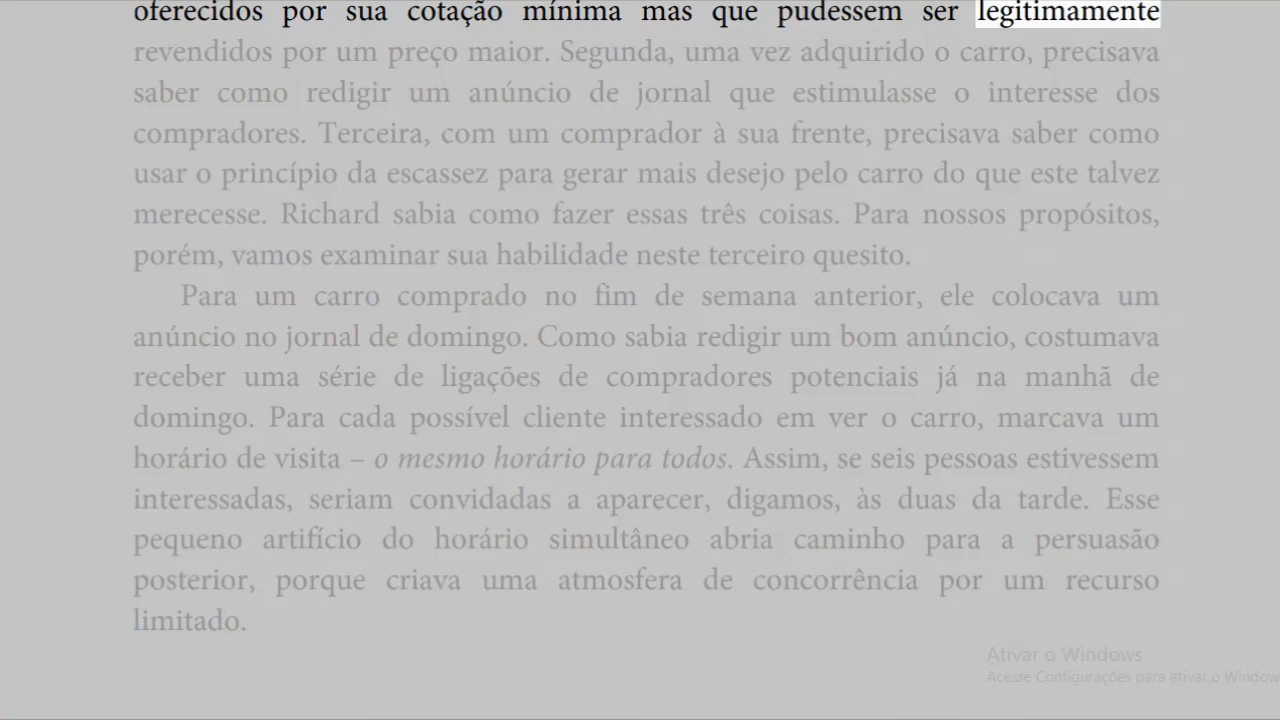 oferecidos por sua cotação mínima mas que pudessem ser legitimamente
revendidos por um preço maior. Segunda, uma vez adquirido o carro, precisava
saber como redigir um anúncio de jornal que estimulasse o interesse dos
compradores. Terceira, com um comprador à sua frente, precisava saber como
usar o princípio da escassez para gerar mais desejo pelo carro do que este talvez
merecesse. Richard sabia como fazer essas três coisas. Para nossos propósitos,
porém, vamos examinar sua habilidade neste terceiro quesito.
Para um carro comprado no fim de semana anterior, ele colocava um
anúncio no jornal de domingo. Como sabia redigir um bom anúncio, costumava
receber uma série de ligações de compradores potenciais já na manhã de
domingo. Para cada possível cliente interessado em ver o carro, marcava um
horário de visita – o mesmo horário para todos. Assim, se seis pessoas estivessem
interessadas, seriam convidadas a aparecer, digamos, às duas da tarde. Esse
pequeno artifício do horário simultâneo abria caminho para a persuasão
posterior, porque criava uma atmosfera de concorrência por um recurso
limitado.
Ativar o Windows
Acesse Configurações para ativar o Window